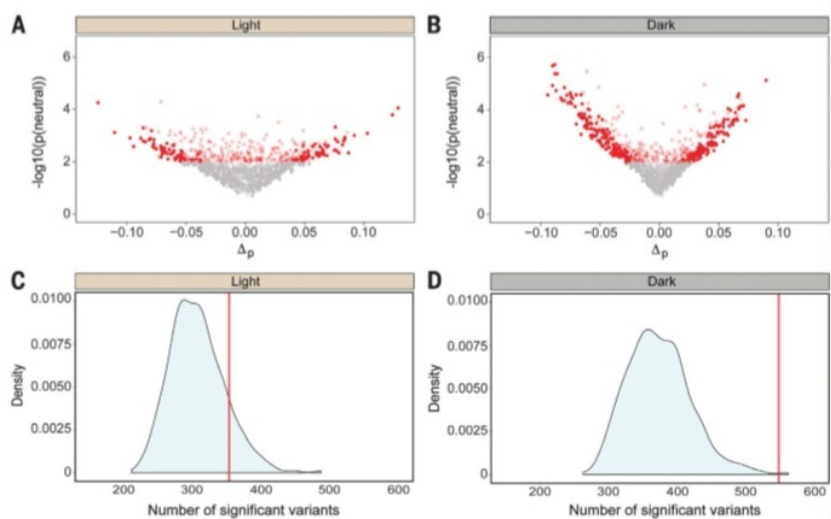 A
Light
B
Dark
6
4
2
0
-log10(p(neutral))
−0.10
−0.05
0.00
0.05
0.10
Δp
6
4
2
0
-log10(p(neutral))
−0.10
−0.05
0.00
0.05
0.10
Δp
C
Light
D
Dark
0.0100
0.0075
0.0050
0.0025
0
Density
200
300
400
500
600
Number of significant variants
0.0100
0.0075
0.0050
0.0025
0
Density
200
300
400
500
600
Number of significant variants